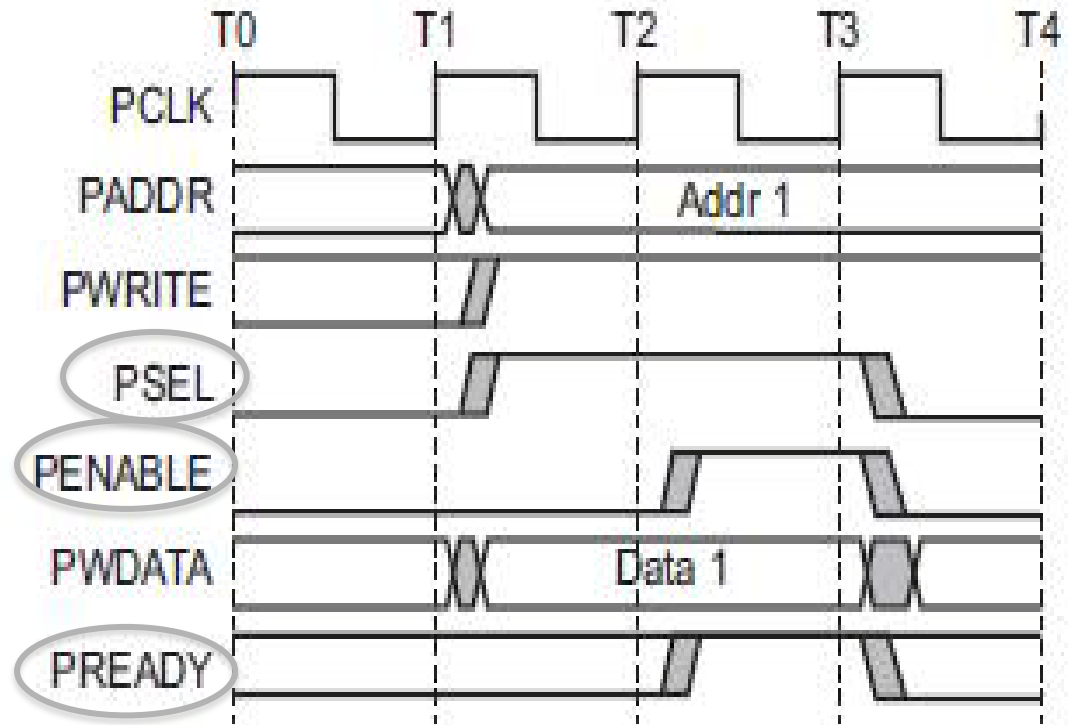 T0 T1 T2 T3 T4
PCLK
PADDR Addr 1
PWRITE
PSEL
PENABLE
PWDATA Data 1
PREADY